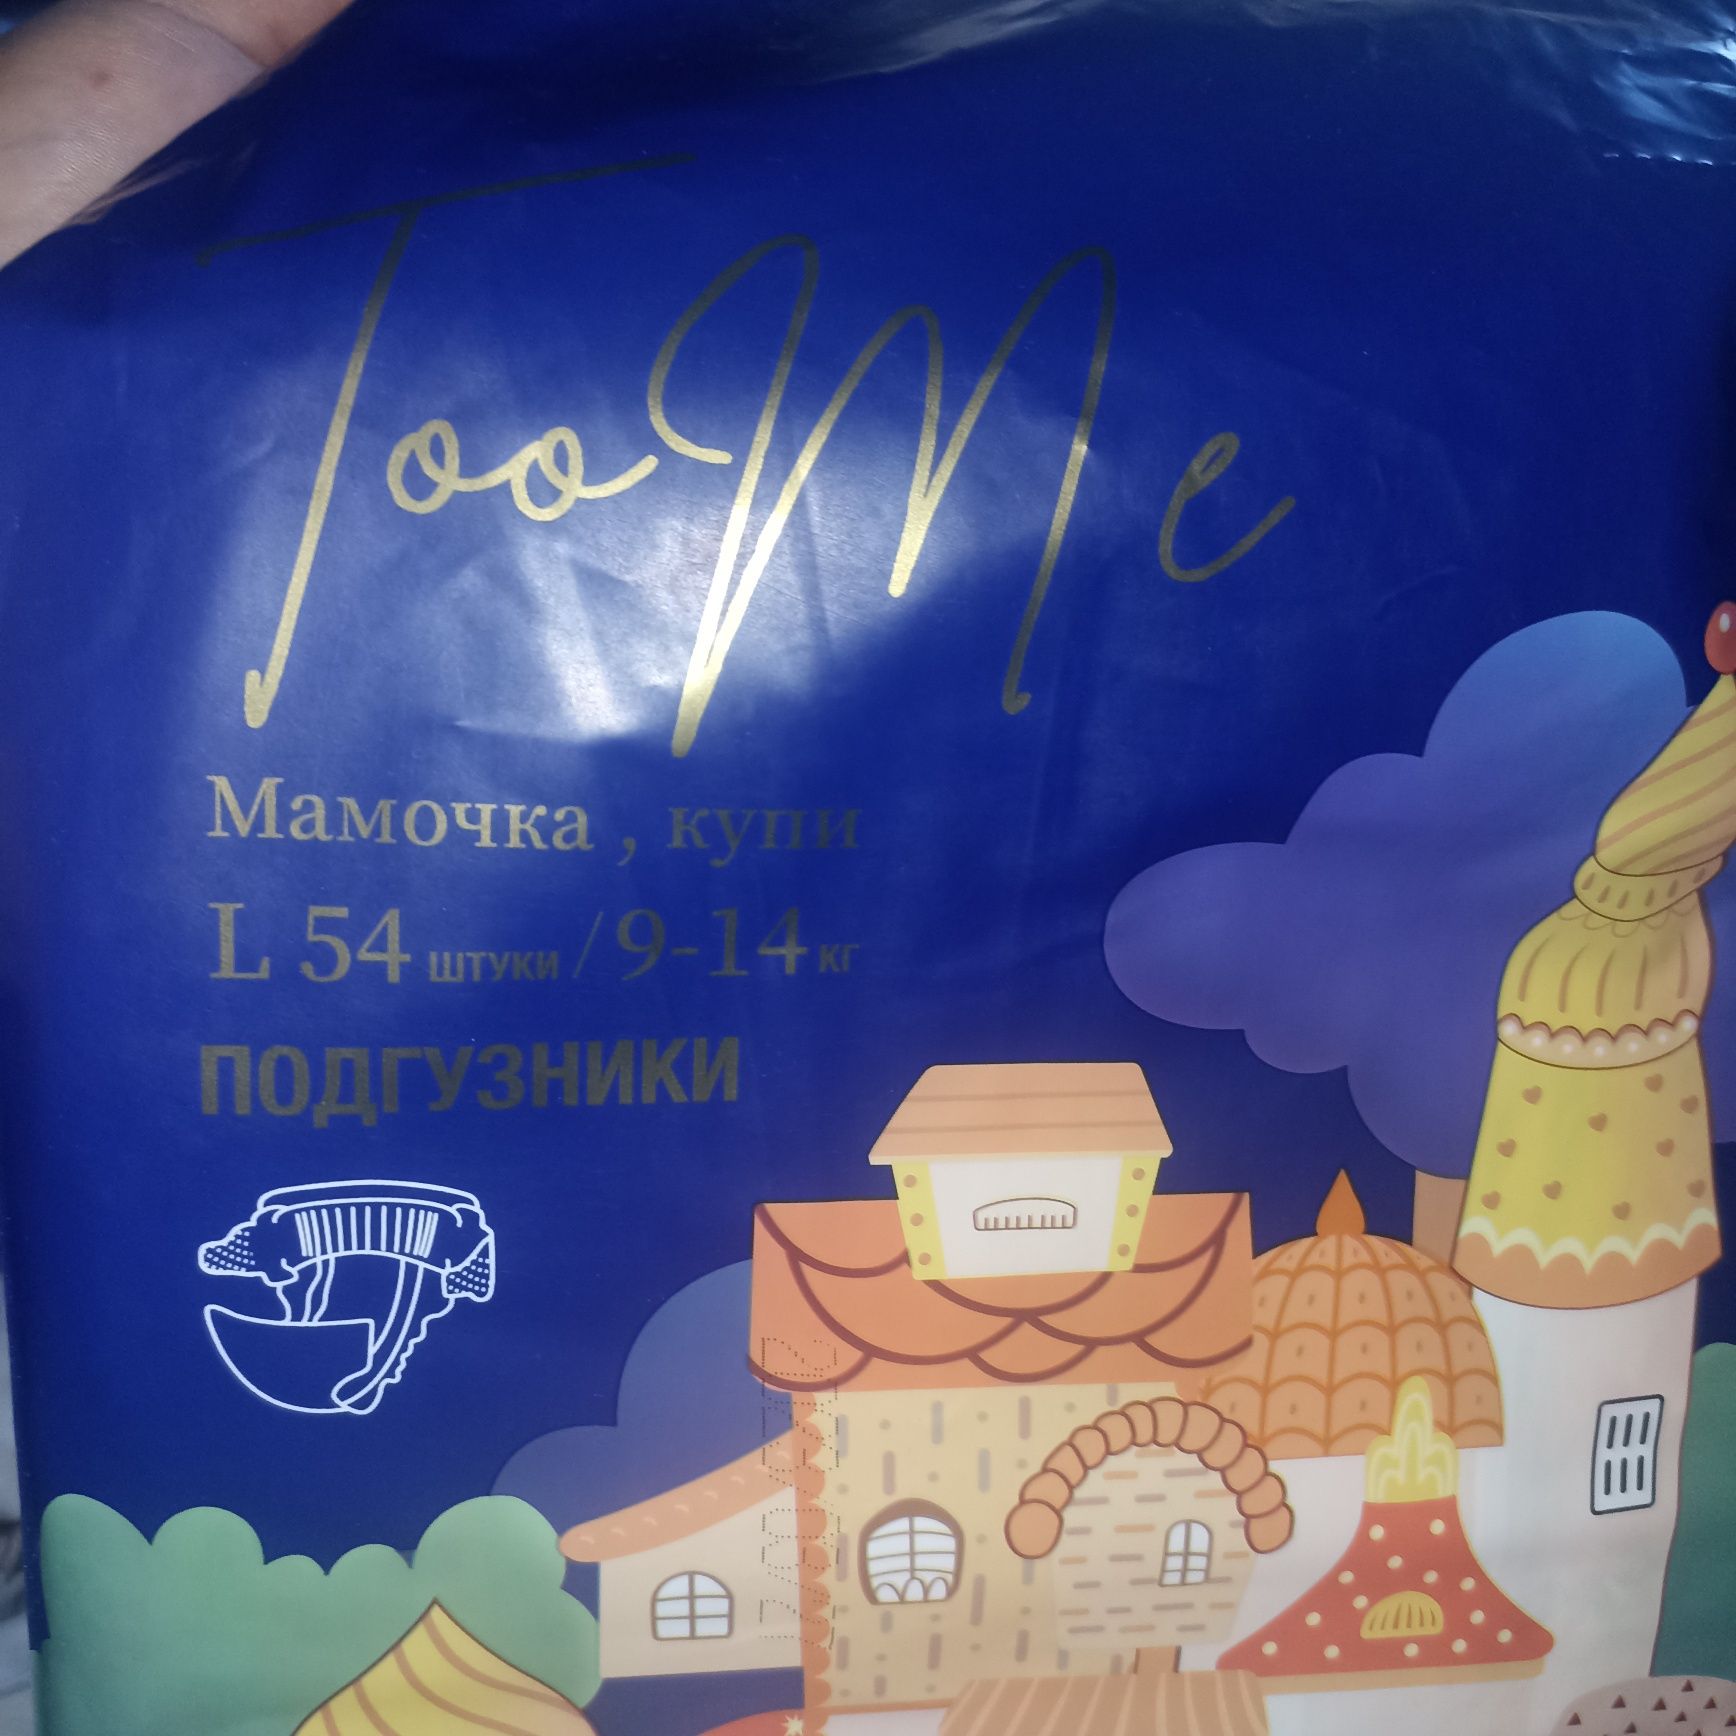 TooMe
Мамочка , купи
L 54 штуки / 9-14 кг
ПОДГУЗНИКИ